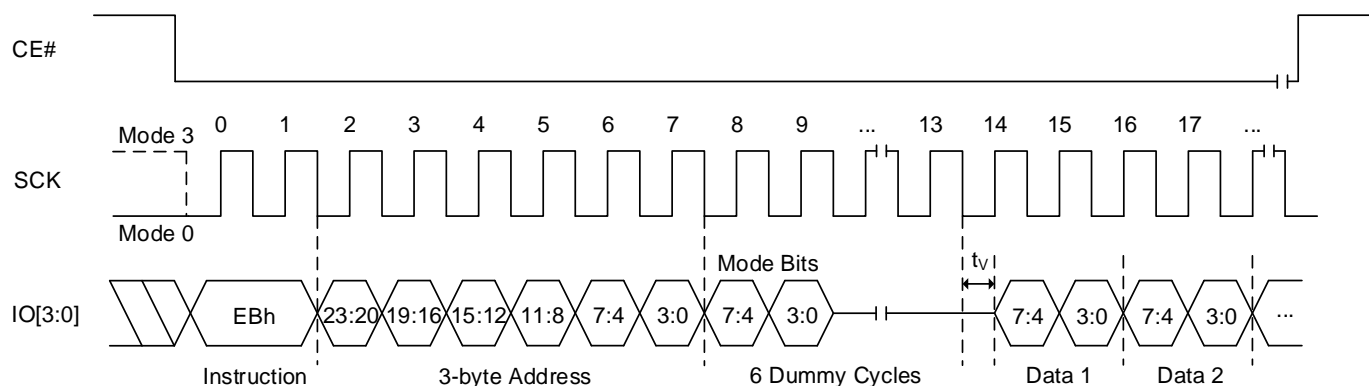 CE#
0 1 2 3 4 5 6 7 8 9 ... 13 14 15 16 17 ...
Mode 3
SCK
Mode 0
Mode Bits
tV
IO[3:0]
EBh 23:20 19:16 15:12 11:8 7:4 3:0 7:4 3:0 7:4 3:0 7:4 3:0 ...
Instruction 3-byte Address 6 Dummy Cycles Data 1 Data 2